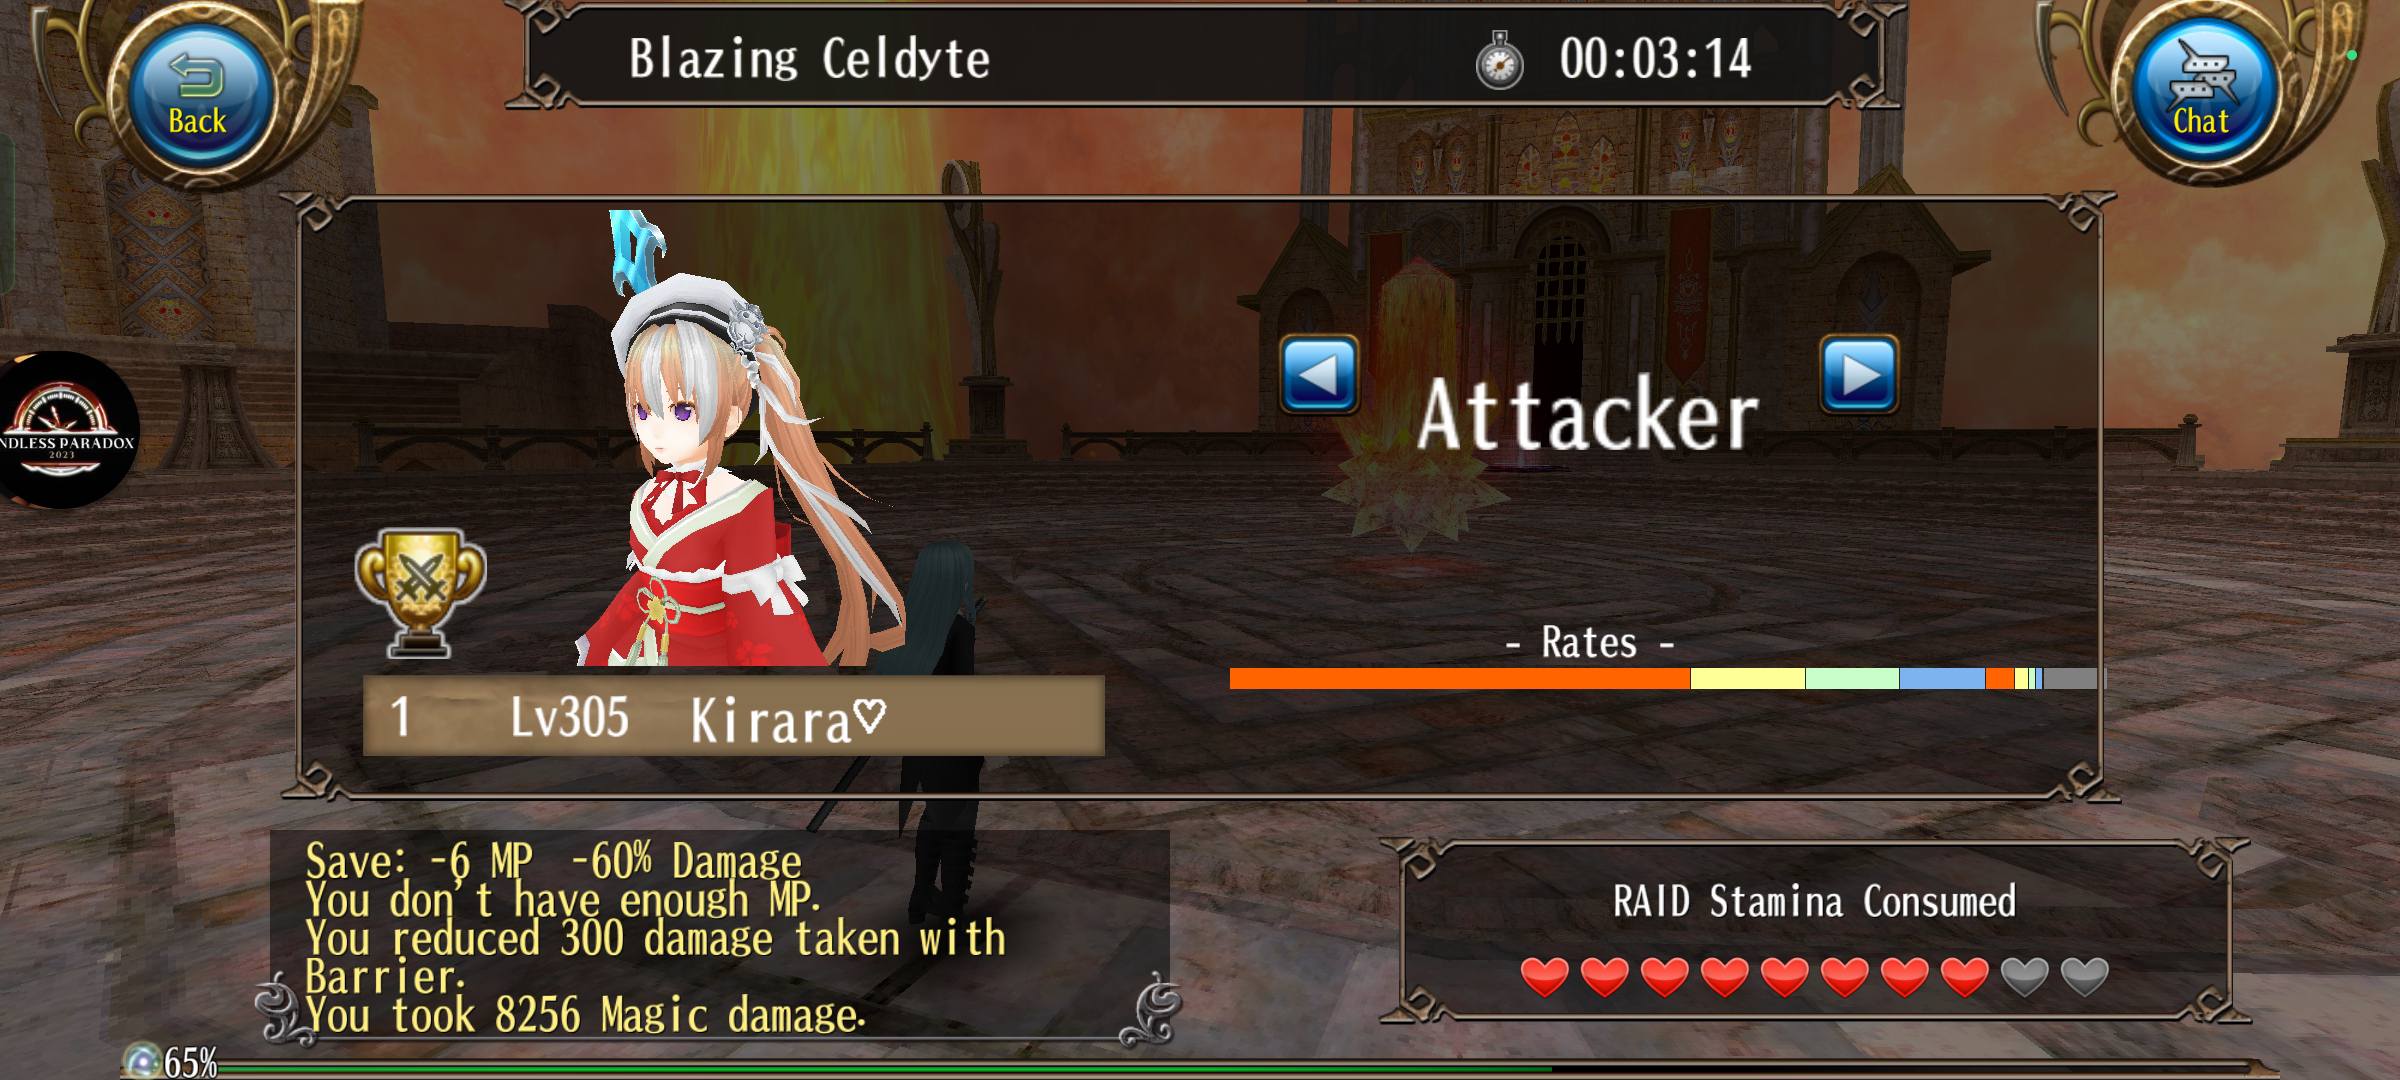 Blazing Celdyte
00:03:14
Back
Chat
Attacker
NDLESS PARADOX
2023
- Rates -
1 Lv305 Kirara♡
Save: -6 MP -60% Damage
You don't have enough MP.
You reduced 300 damage taken with
Barrier.
You took 8256 Magic damage.
RAID Stamina Consumed
65%